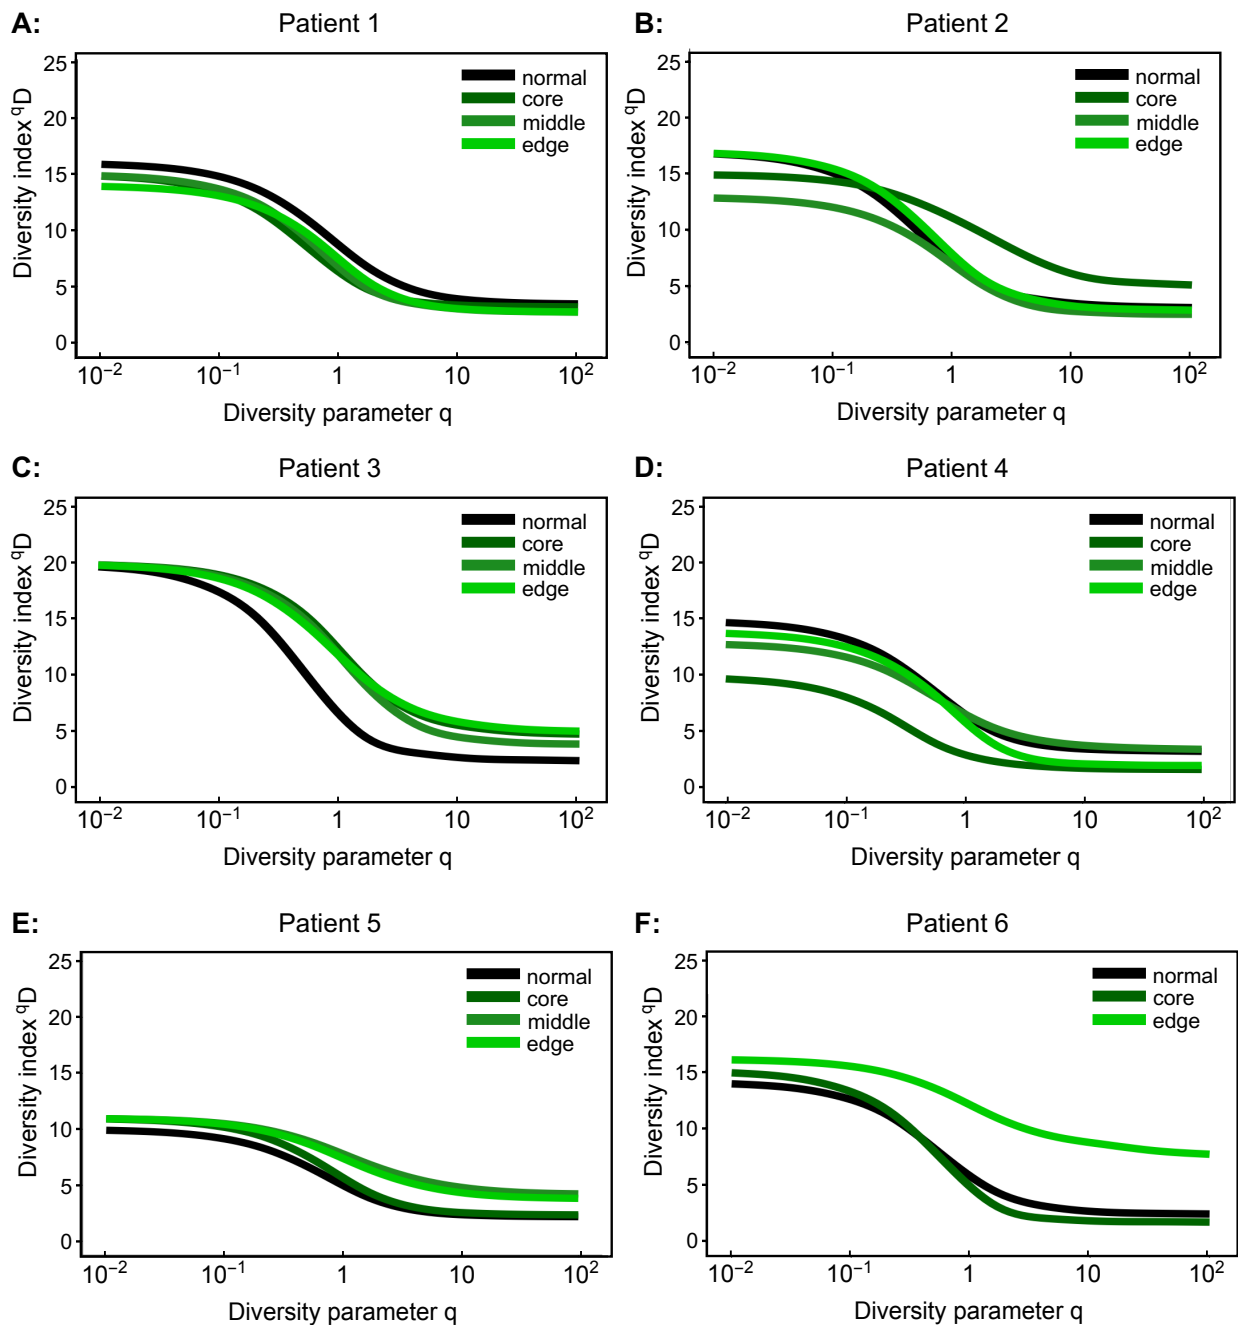 A: Patient 1
Diversity index ᑫD
25
20
15
10
5
0
normal
core
middle
edge
10⁻² 10⁻¹ 1 10 10²
Diversity parameter q
B: Patient 2
Diversity index ᑫD
25
20
15
10
5
0
normal
core
middle
edge
10⁻² 10⁻¹ 1 10 10²
Diversity parameter q
C: Patient 3
Diversity index ᑫD
25
20
15
10
5
0
normal
core
middle
edge
10⁻² 10⁻¹ 1 10 10²
Diversity parameter q
D: Patient 4
Diversity index ᑫD
25
20
15
10
5
0
normal
core
middle
edge
10⁻² 10⁻¹ 1 10 10²
Diversity parameter q
E: Patient 5
Diversity index ᑫD
25
20
15
10
5
0
normal
core
middle
edge
10⁻² 10⁻¹ 1 10 10²
Diversity parameter q
F: Patient 6
Diversity index ᑫD
25
20
15
10
5
0
normal
core
edge
10⁻² 10⁻¹ 1 10 10²
Diversity parameter q